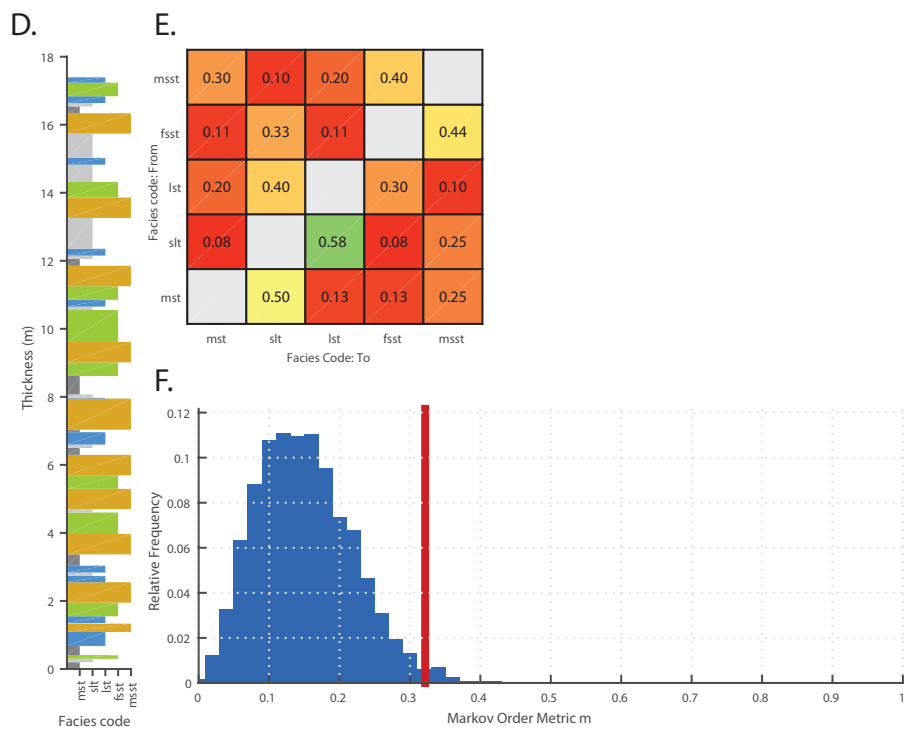 D.
18
16
14
12
10
8
6
4
2
0
Thickness (m)
mst
slt
lst
fsst
msst
Facies code
E.
msst 0.30 0.10 0.20 0.40
fsst 0.11 0.33 0.11 0.44
lst 0.20 0.40 0.30 0.10
slt 0.08 0.58 0.08 0.25
mst 0.50 0.13 0.13 0.25
Facies code: From
mst slt lst fsst msst
Facies Code: To
F.
0.12
0.1
0.08
0.06
0.04
0.02
0
Relative Frequency
0 0.1 0.2 0.3 0.4 0.5 0.6 0.7 0.8 0.9 1
Markov Order Metric m